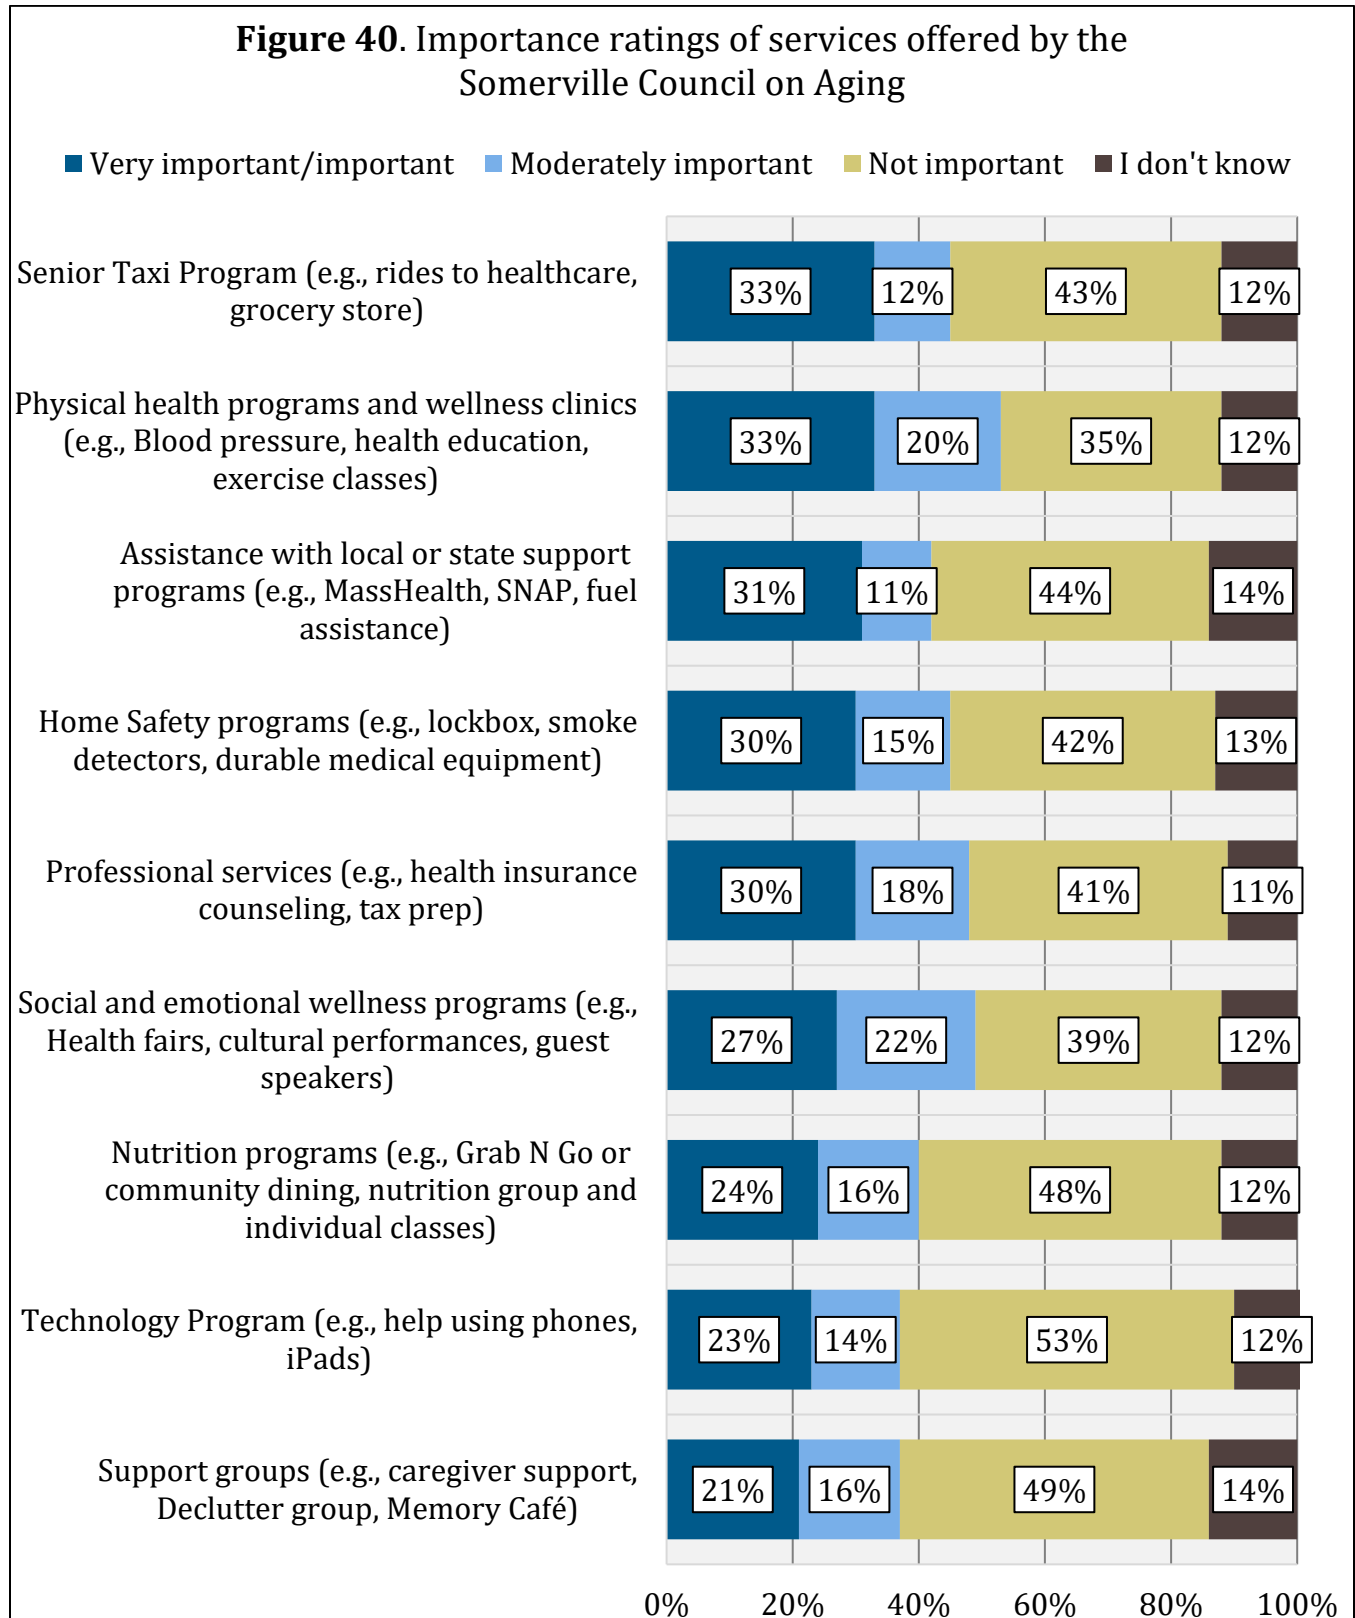 Figure 40. Importance ratings of services offered by the
Somerville Council on Aging
Very important/important Moderately important Not important I don't know
Senior Taxi Program (e.g., rides to healthcare,
grocery store)
33% 12% 43% 12%
Physical health programs and wellness clinics
(e.g., Blood pressure, health education,
exercise classes)
33% 20% 35% 12%
Assistance with local or state support
programs (e.g., MassHealth, SNAP, fuel
assistance)
31% 11% 44% 14%
Home Safety programs (e.g., lockbox, smoke
detectors, durable medical equipment)
30% 15% 42% 13%
Professional services (e.g., health insurance
counseling, tax prep)
30% 18% 41% 11%
Social and emotional wellness programs (e.g.,
Health fairs, cultural performances, guest
speakers)
27% 22% 39% 12%
Nutrition programs (e.g., Grab N Go or
community dining, nutrition group and
individual classes)
24% 16% 48% 12%
Technology Program (e.g., help using phones,
iPads)
23% 14% 53% 12%
Support groups (e.g., caregiver support,
Declutter group, Memory Café)
21% 16% 49% 14%
0% 20% 40% 60% 80% 100%